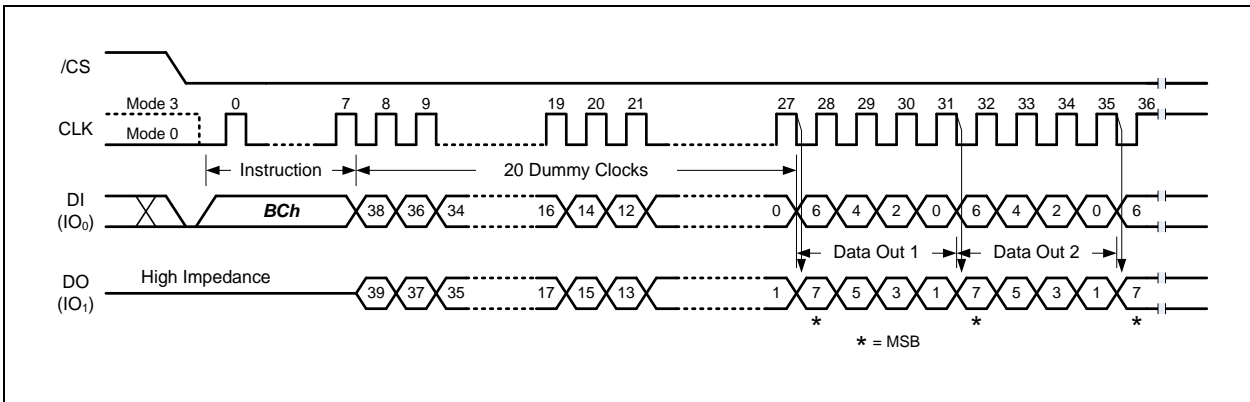 /CS
Mode 3 0 7 8 9 19 20 21 27 28 29 30 31 32 33 34 35 36
CLK Mode 0
Instruction 20 Dummy Clocks
DI
(IO0) BCh 38 36 34 16 14 12 0 6 4 2 0 6 4 2 0 6
Data Out 1 Data Out 2
High Impedance
DO
(IO1) 39 37 35 17 15 13 1 7 5 3 1 7 5 3 1 7
* * *
* = MSB